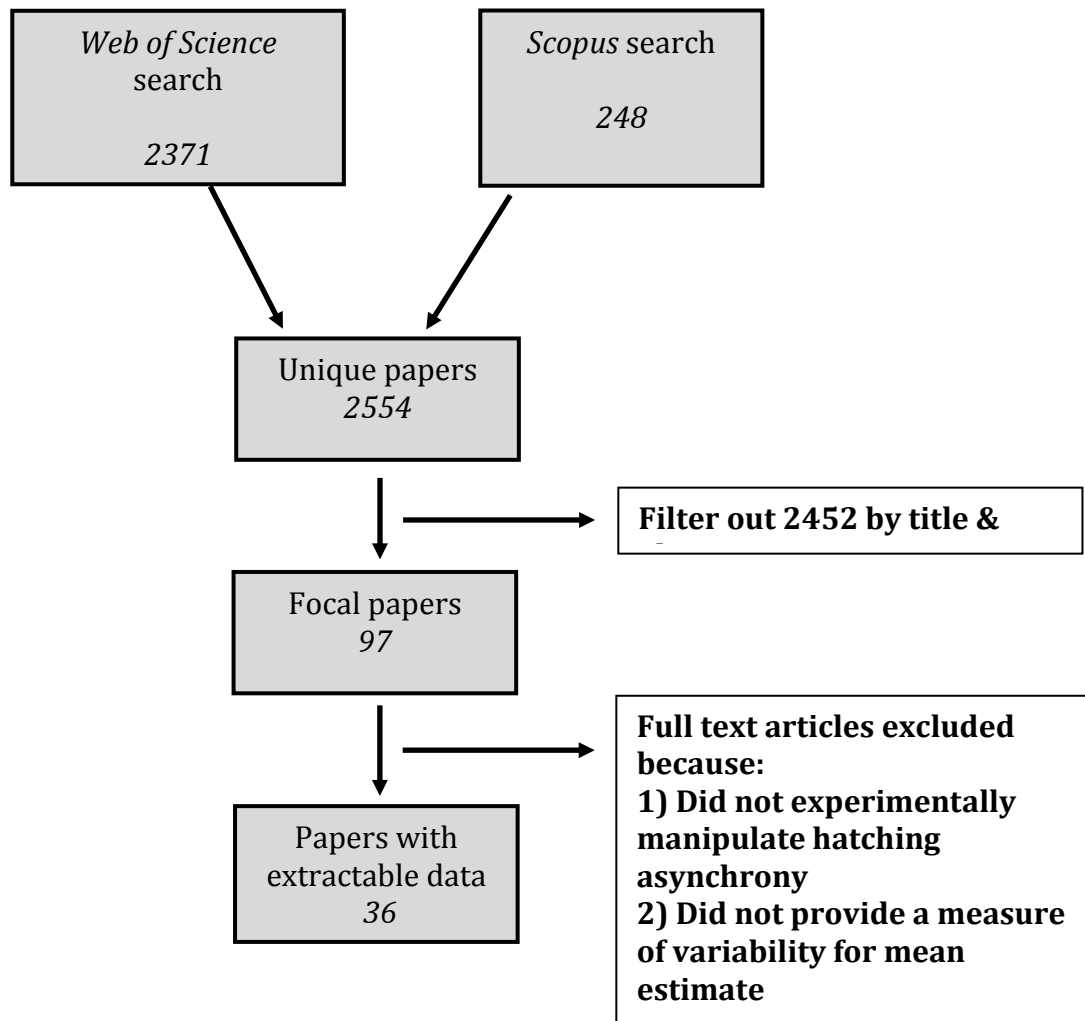 Web of Science
search
2371
Scopus search
248
Unique papers
2554
Filter out 2452 by title &
Focal papers
97
Full text articles excluded
because:
1) Did not experimentally
manipulate hatching
asynchrony
2) Did not provide a measure
of variability for mean
estimate
Papers with
extractable data
36